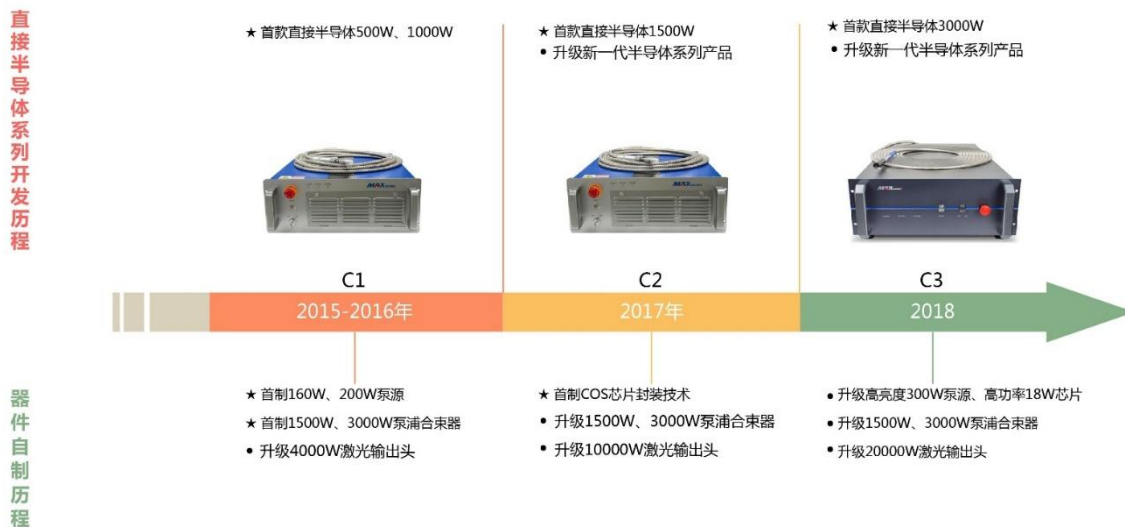 直接半导体系列开发历程
★ 首款直接半导体500W、1000W
★ 首款直接半导体1500W
• 升级新一代半导体系列产品
★ 首款直接半导体3000W
• 升级新一代半导体系列产品
MAX
MAX
MAX
C1
C2
C3
2015-2016年
2017年
2018
器件自制历程
★ 首制160W、200W泵源
★ 首制1500W、3000W泵浦合束器
• 升级4000W激光输出头
★ 首制COS芯片封装技术
• 升级1500W、3000W泵浦合束器
• 升级10000W激光输出头
• 升级高亮度300W泵源、高功率18W芯片
• 升级1500W、3000W泵浦合束器
• 升级20000W激光输出头